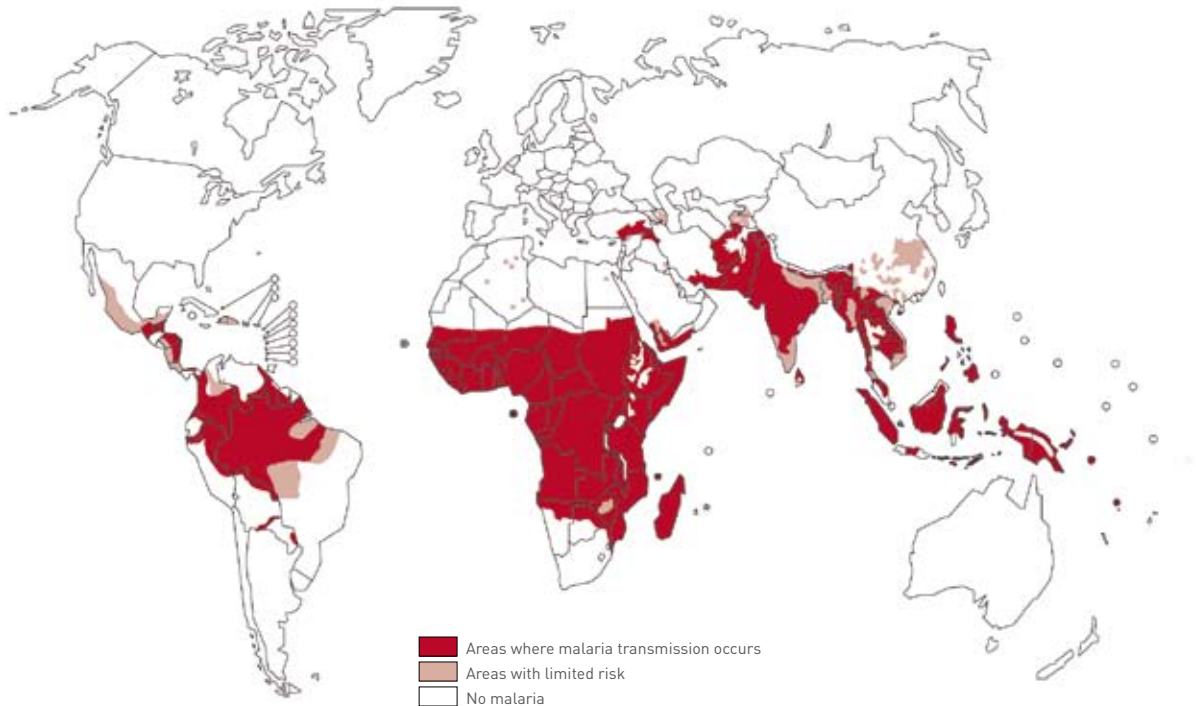 Areas where malaria transmission occurs
Areas with limited risk
No malaria